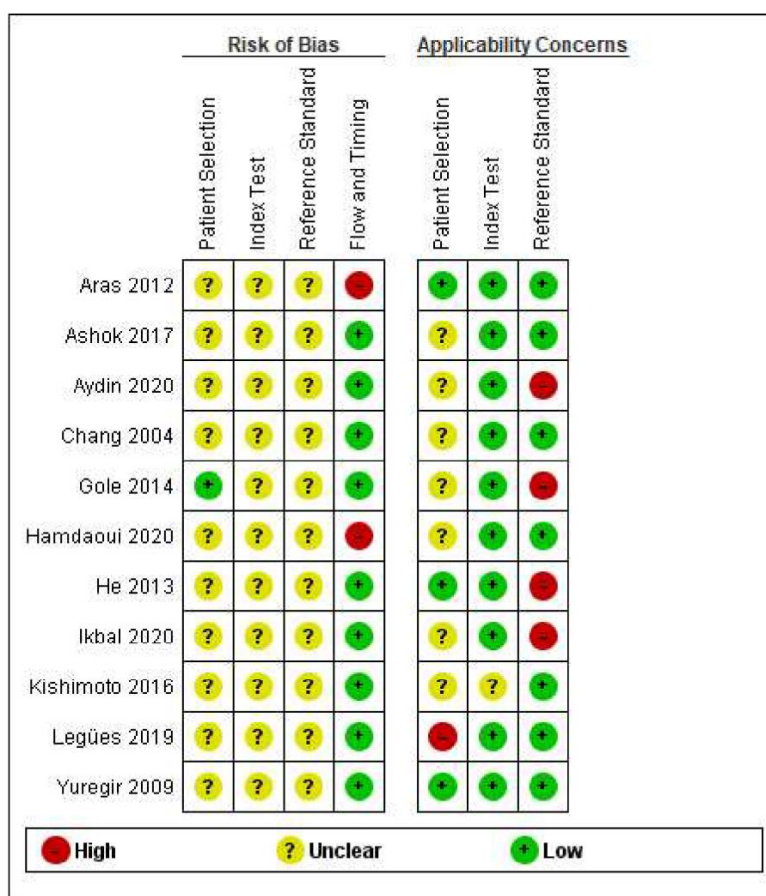 Risk of Bias Applicability Concerns
Patient Selection Index Test Reference Standard Flow and Timing Patient Selection Index Test Reference Standard
Aras 2012 ? ? ? - + + +
Ashok 2017 ? ? ? + ? + +
Aydin 2020 ? ? ? + ? + -
Chang 2004 ? ? ? + ? + +
Gole 2014 + ? ? + ? + -
Hamdaoui 2020 ? ? ? - ? + +
He 2013 ? ? ? + + + -
Ikbal 2020 ? ? ? + ? + -
Kishimoto 2016 ? ? ? + ? ? +
Legües 2019 ? ? ? + - + +
Yuregir 2009 ? ? ? + + + +
- High ? Unclear + Low